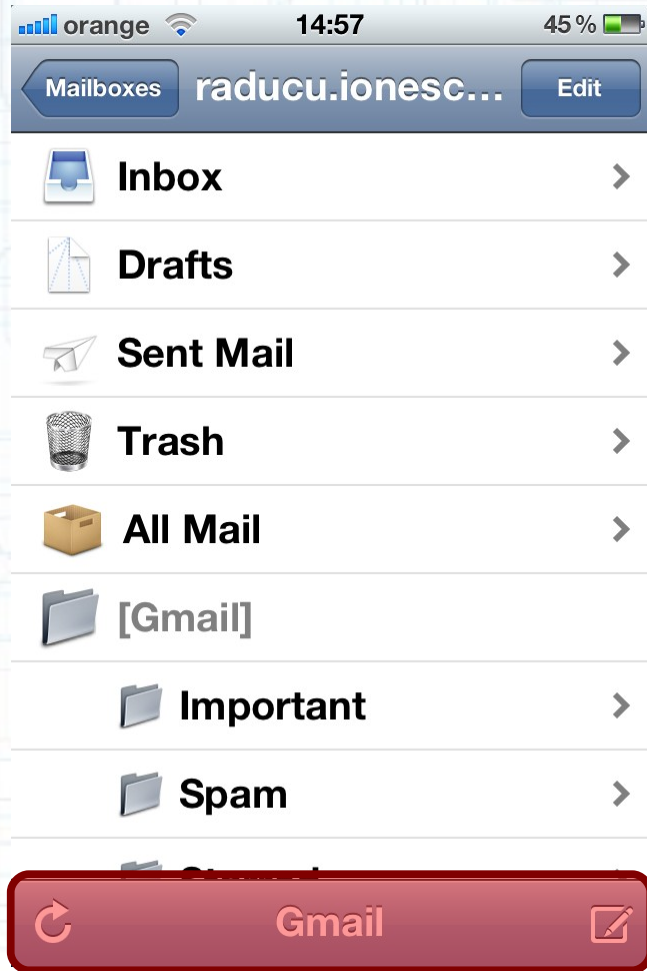 orange 14:57 45 %
Mailboxes raducu.ionesc... Edit
Inbox
Drafts
Sent Mail
Trash
All Mail
[Gmail]
Important
Spam
Gmail